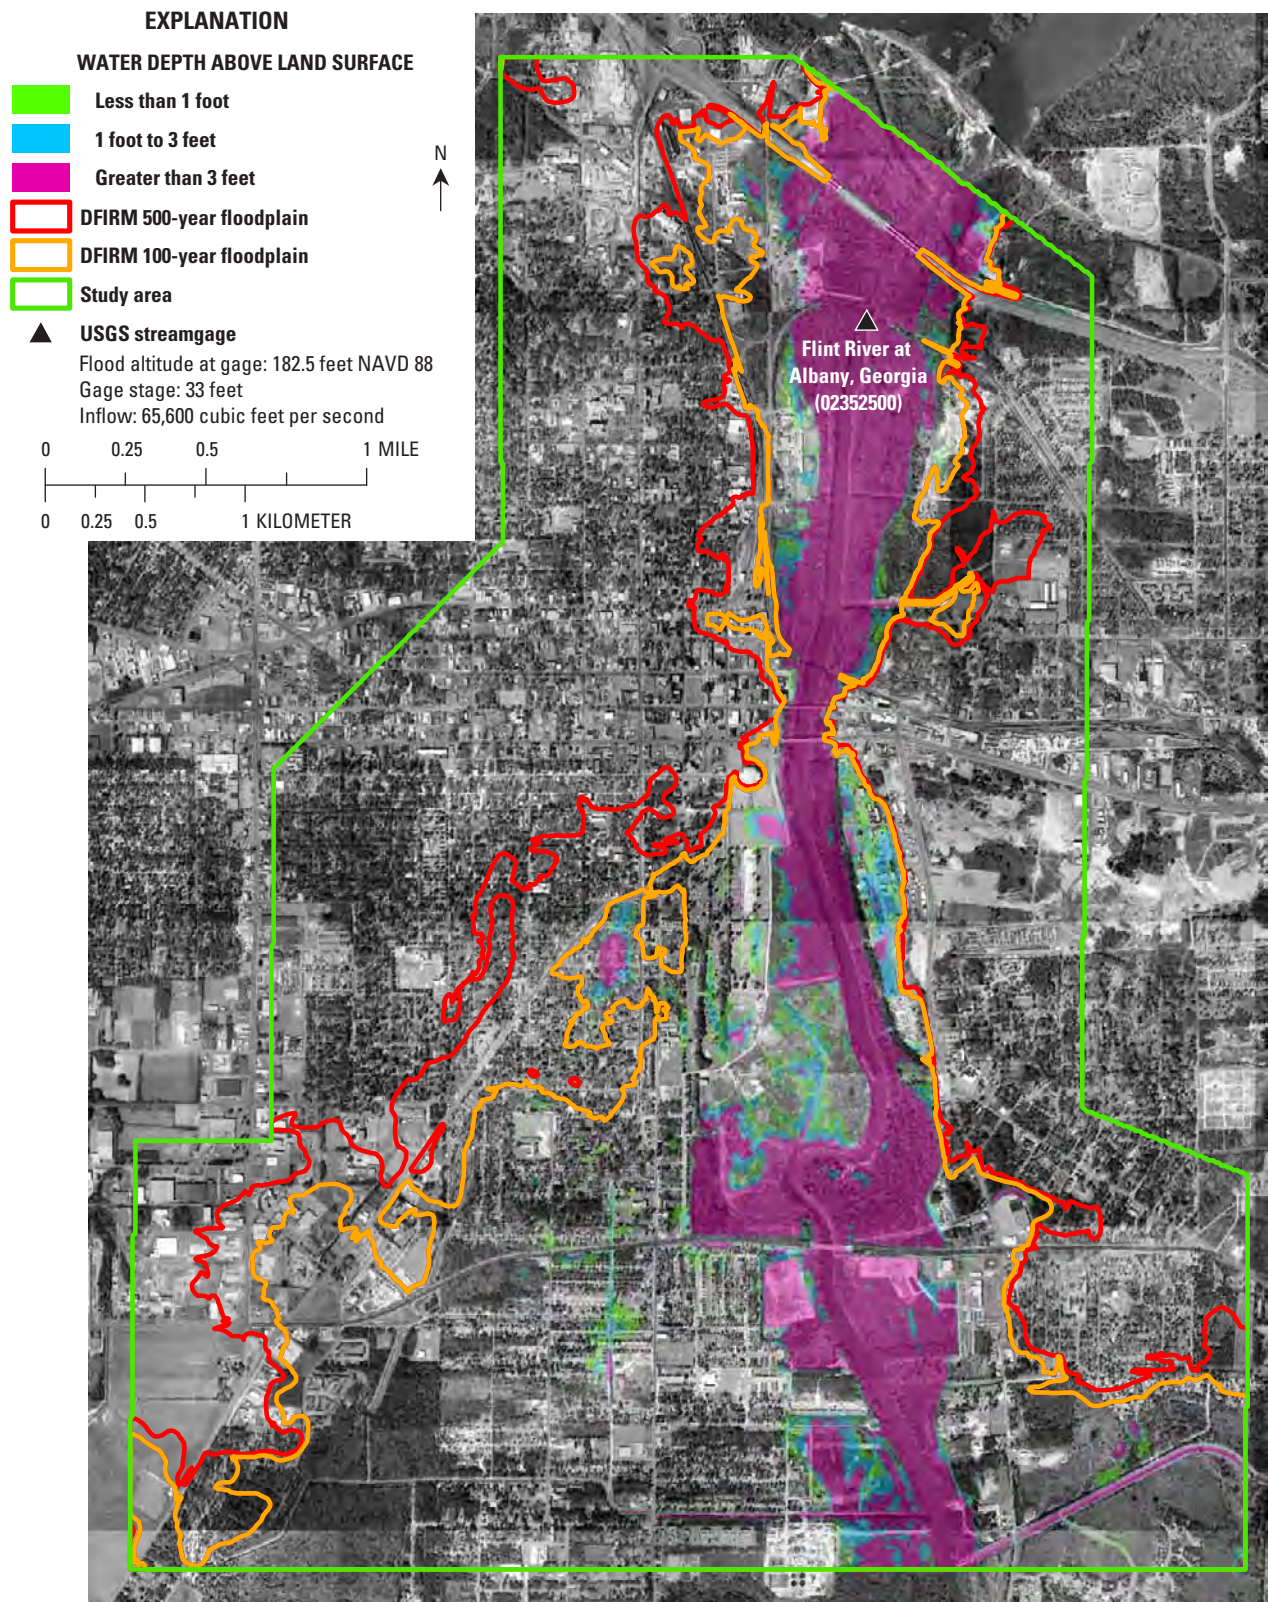 EXPLANATION
WATER DEPTH ABOVE LAND SURFACE
Less than 1 foot
1 foot to 3 feet
Greater than 3 feet
DFIRM 500-year floodplain
DFIRM 100-year floodplain
Study area
USGS streamgage
Flood altitude at gage: 182.5 feet NAVD 88
Gage stage: 33 feet
Inflow: 65,600 cubic feet per second
0 0.25 0.5 1 MILE
0 0.25 0.5 1 KILOMETER
N
Flint River at
Albany, Georgia
(02352500)